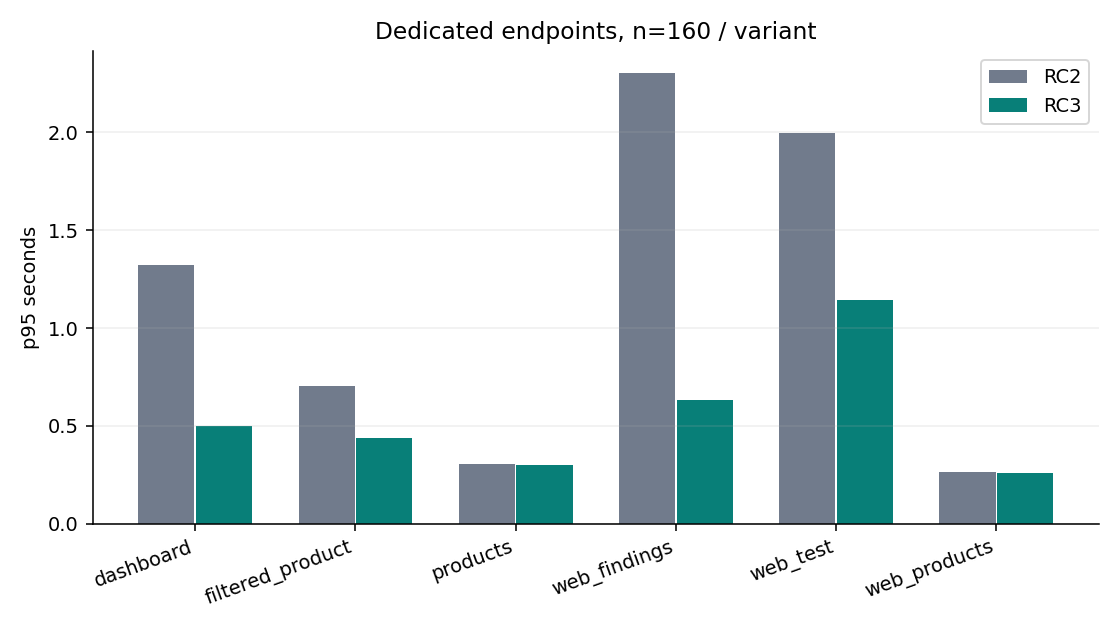 Dedicated endpoints, n=160 / variant
RC2
RC3
p95 seconds
2.0
1.5
1.0
0.5
0.0
dashboard
filtered_product
products
web_findings
web_test
web_products